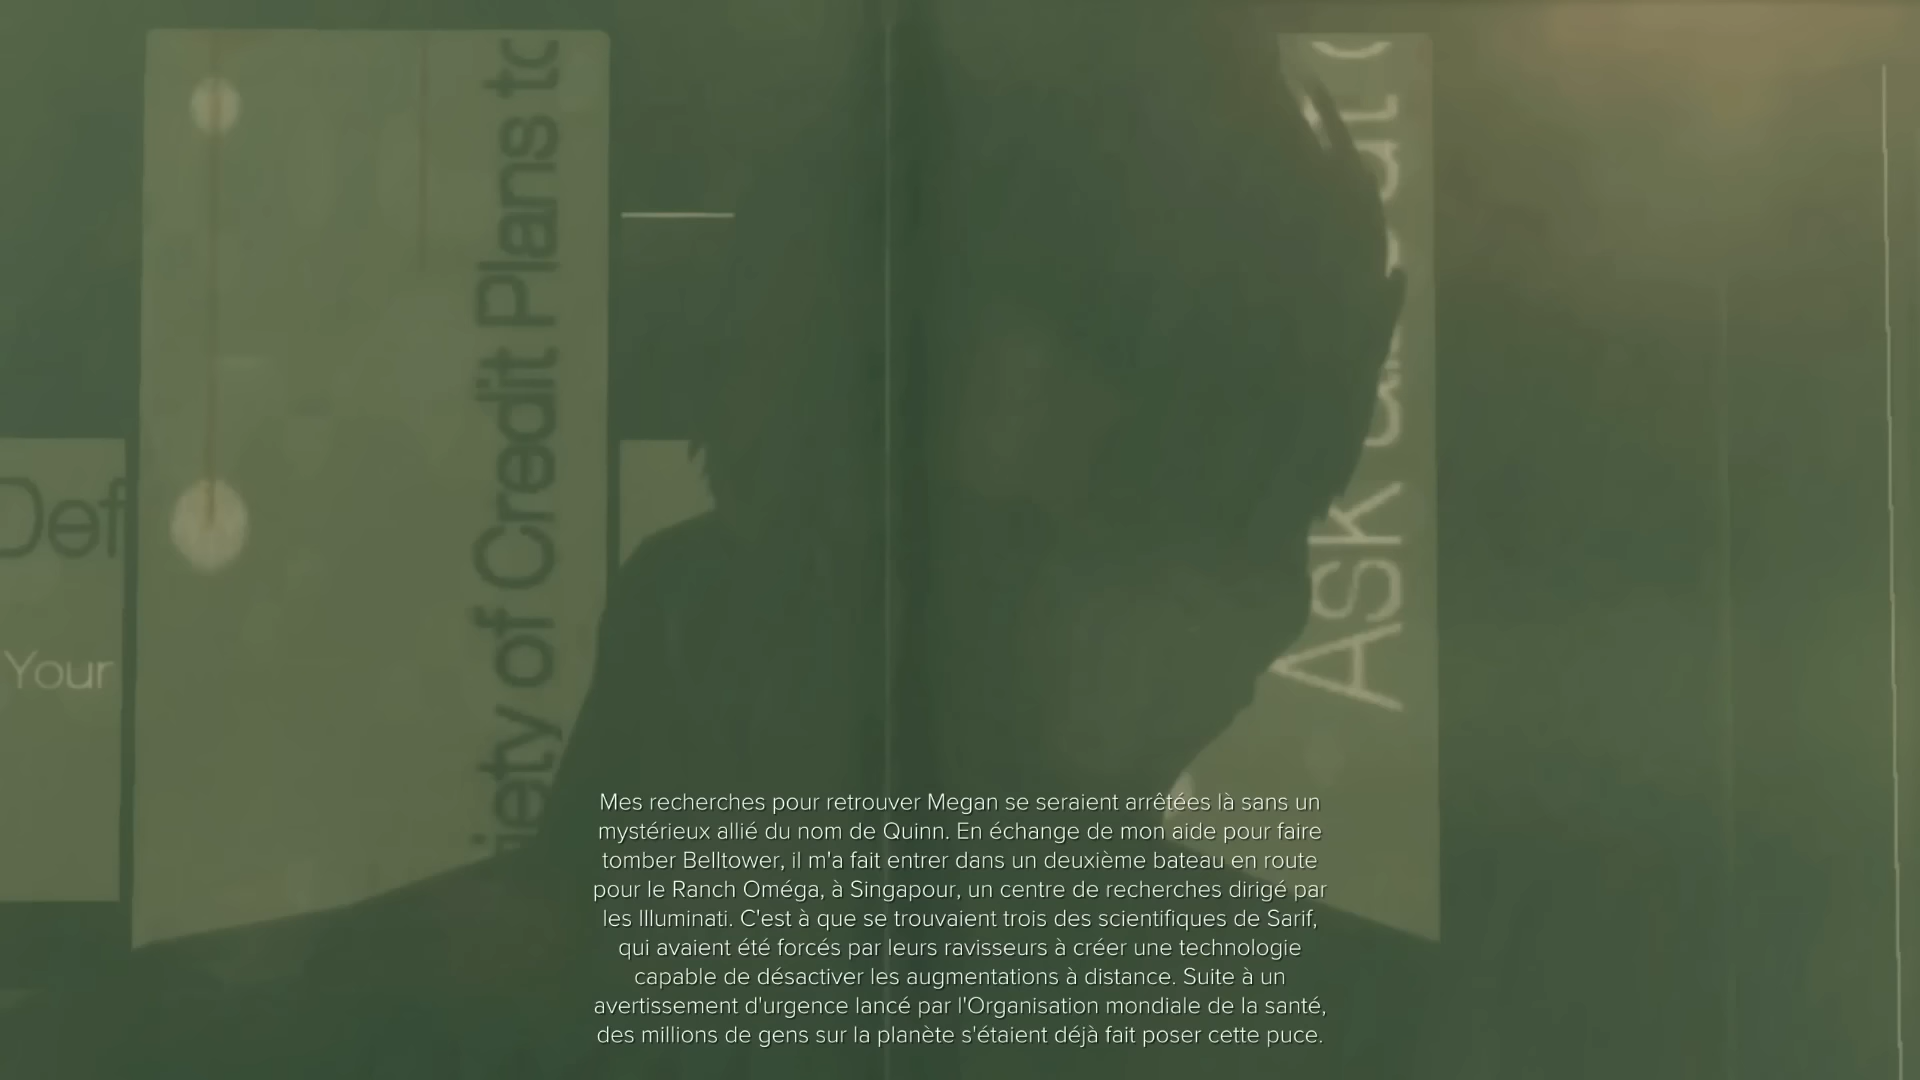 Def
Your
iety of Credit Plans to
Ask
Mes recherches pour retrouver Megan se seraient arrêtées là sans un
mystérieux allié du nom de Quinn. En échange de mon aide pour faire
tomber Belltower, il m'a fait entrer dans un deuxième bateau en route
pour le Ranch Oméga, à Singapour, un centre de recherches dirigé par
les Illuminati. C'est à que se trouvaient trois des scientifiques de Sarif,
qui avaient été forcés par leurs ravisseurs à créer une technologie
capable de désactiver les augmentations à distance. Suite à un
avertissement d'urgence lancé par l'Organisation mondiale de la santé,
des millions de gens sur la planète s'étaient déjà fait poser cette puce.